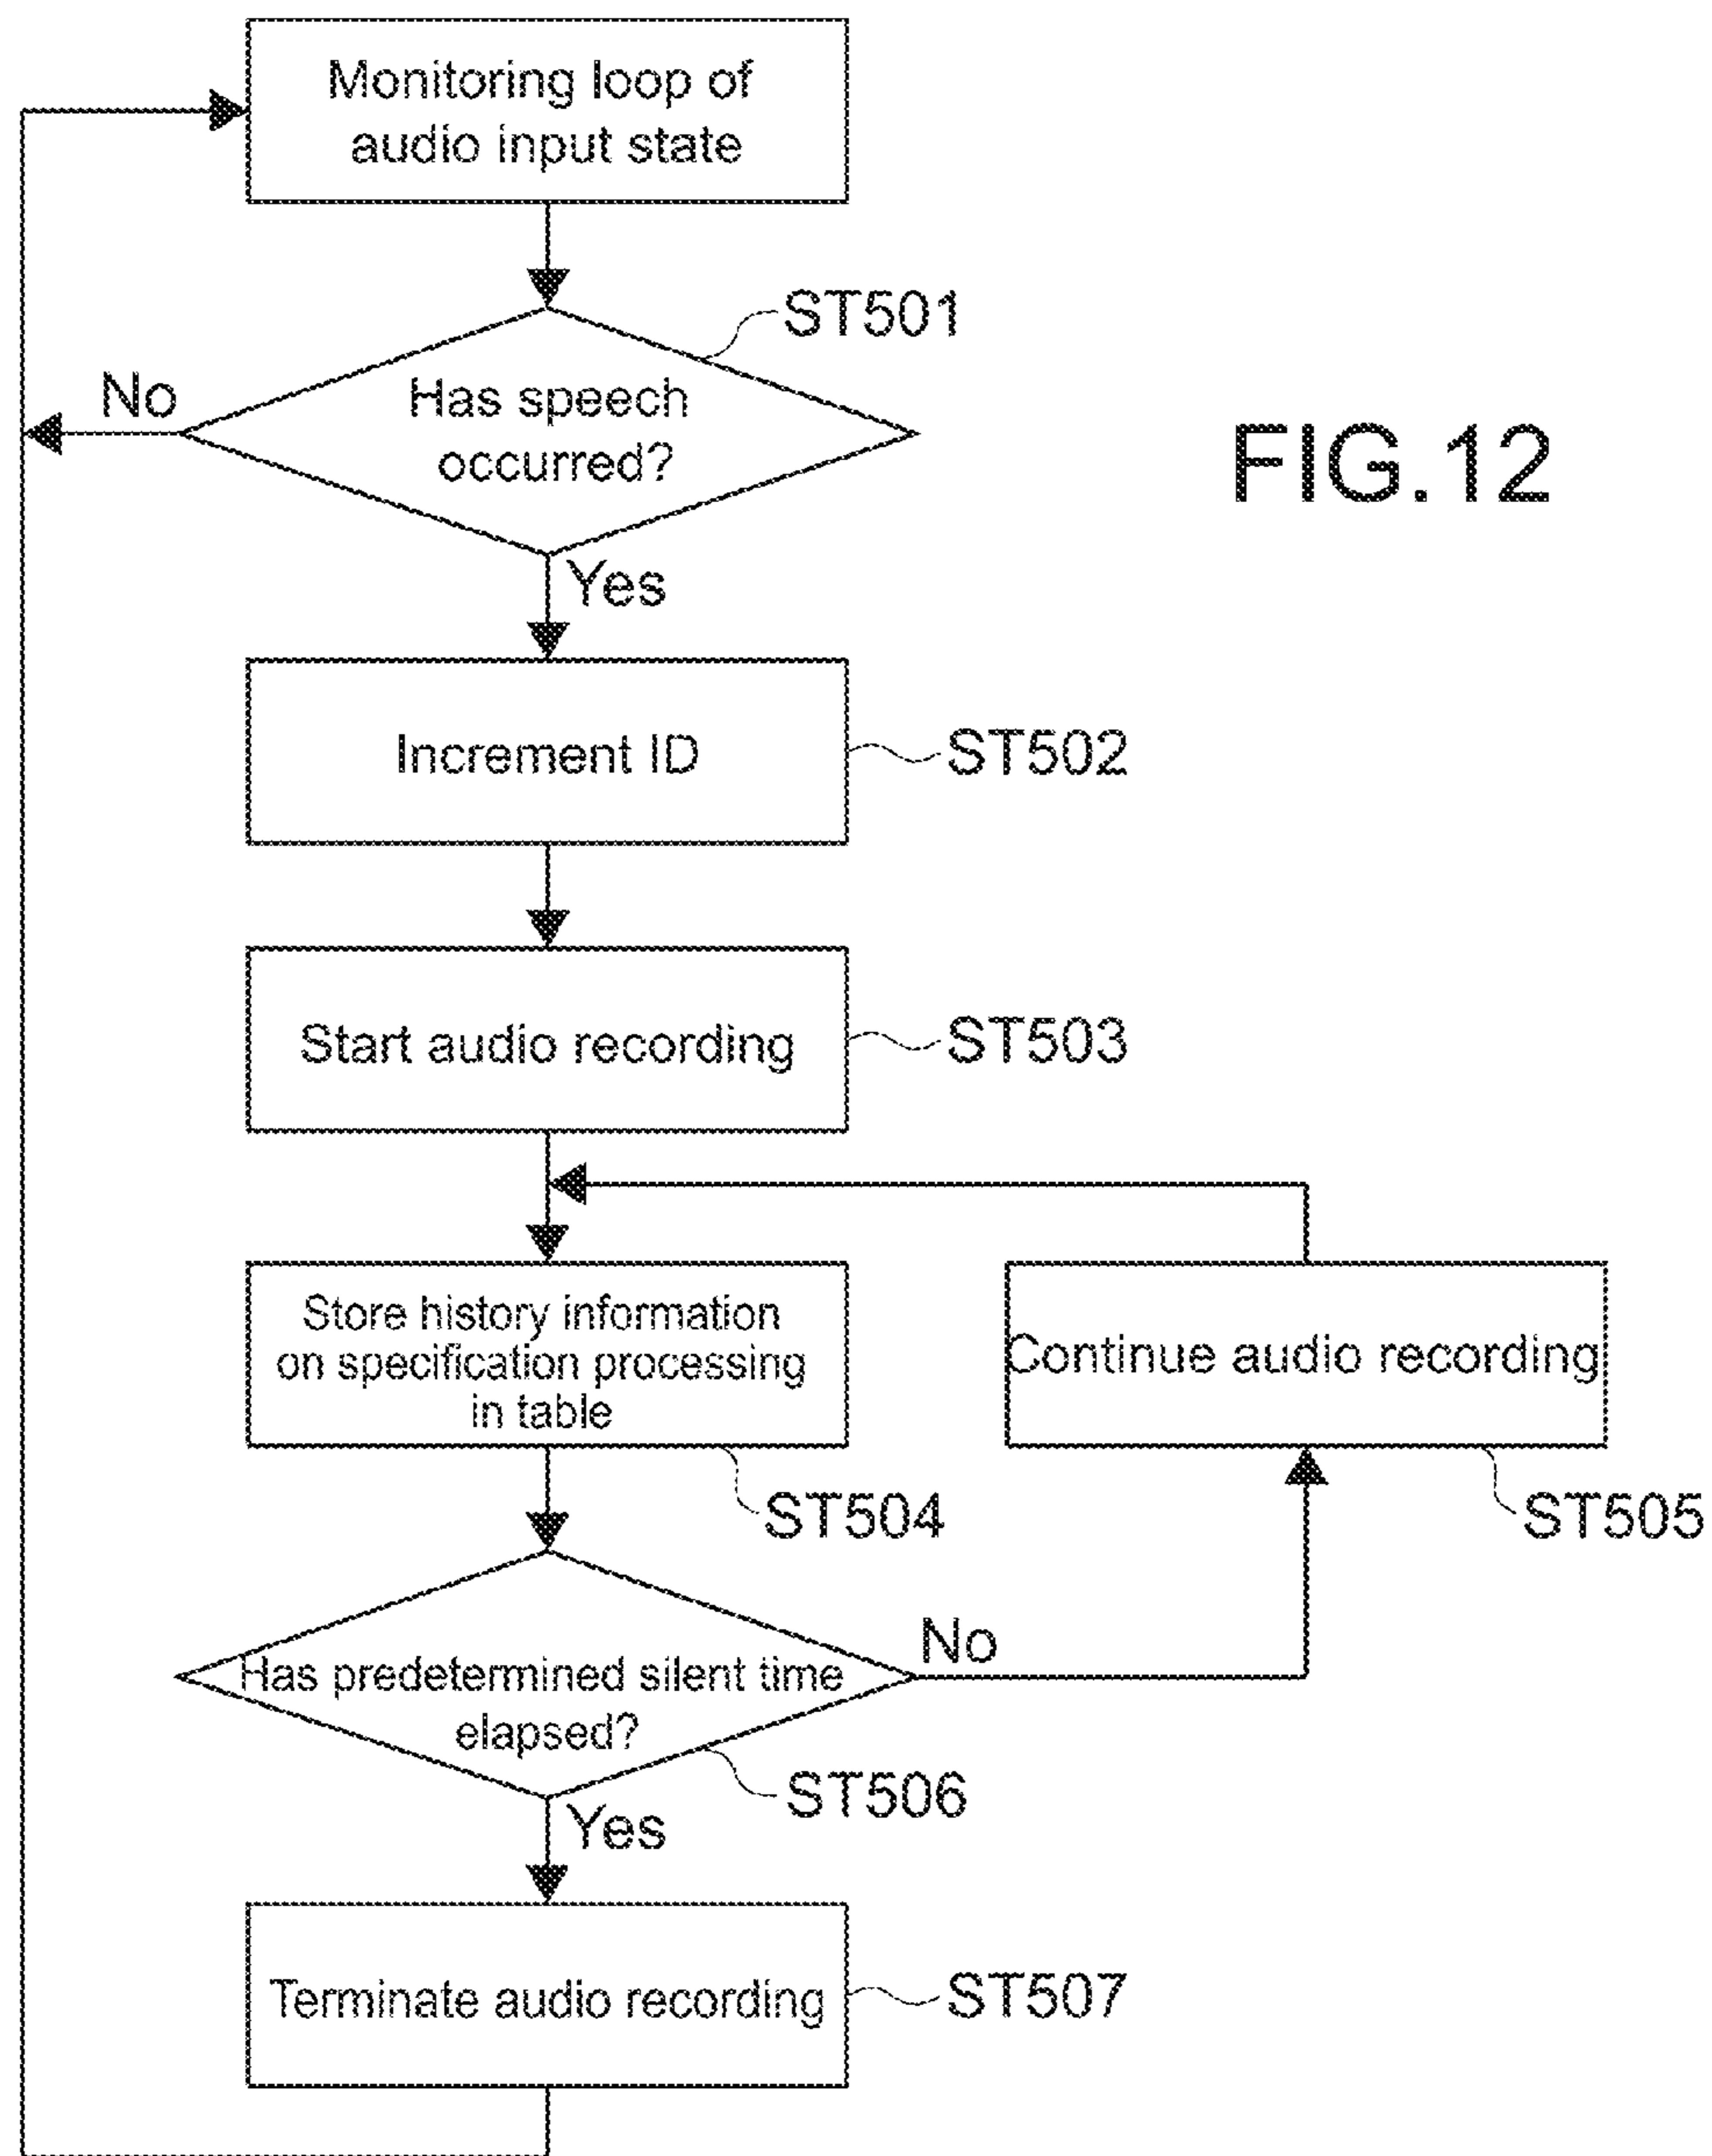 Monitoring loop of
audio input state
ST501
No
Has speech
occurred?
FIG.12
Yes
Increment ID
ST502
Start audio recording
ST503
Store history information
on specification processing
in table
Continue audio recording
ST504
ST505
No
Has predetermined silent time
elapsed?
ST506
Yes
Terminate audio recording
ST507